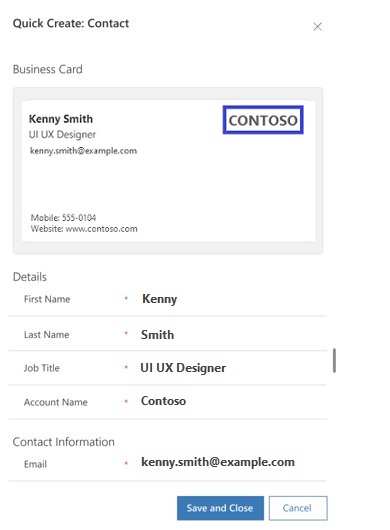 Quick Create: Contact
Business Card
Kenny Smith
CONTOSO
UI UX Designer
kenny.smith@example.com
Mobile: 555-0104
Website: www.contoso.com
Details
First Name * Kenny
Last Name * Smith
Job Title * UI UX Designer
Account Name * Contoso
Contact Information
Email * kenny.smith@example.com
Save and Close Cancel